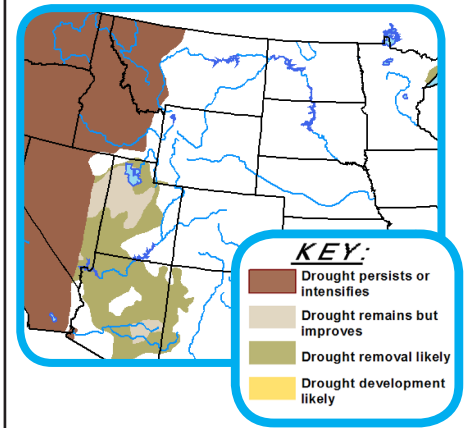 KEY:
Drought persists or
intensifies
Drought remains but
improves
Drought removal likely
Drought development
likely